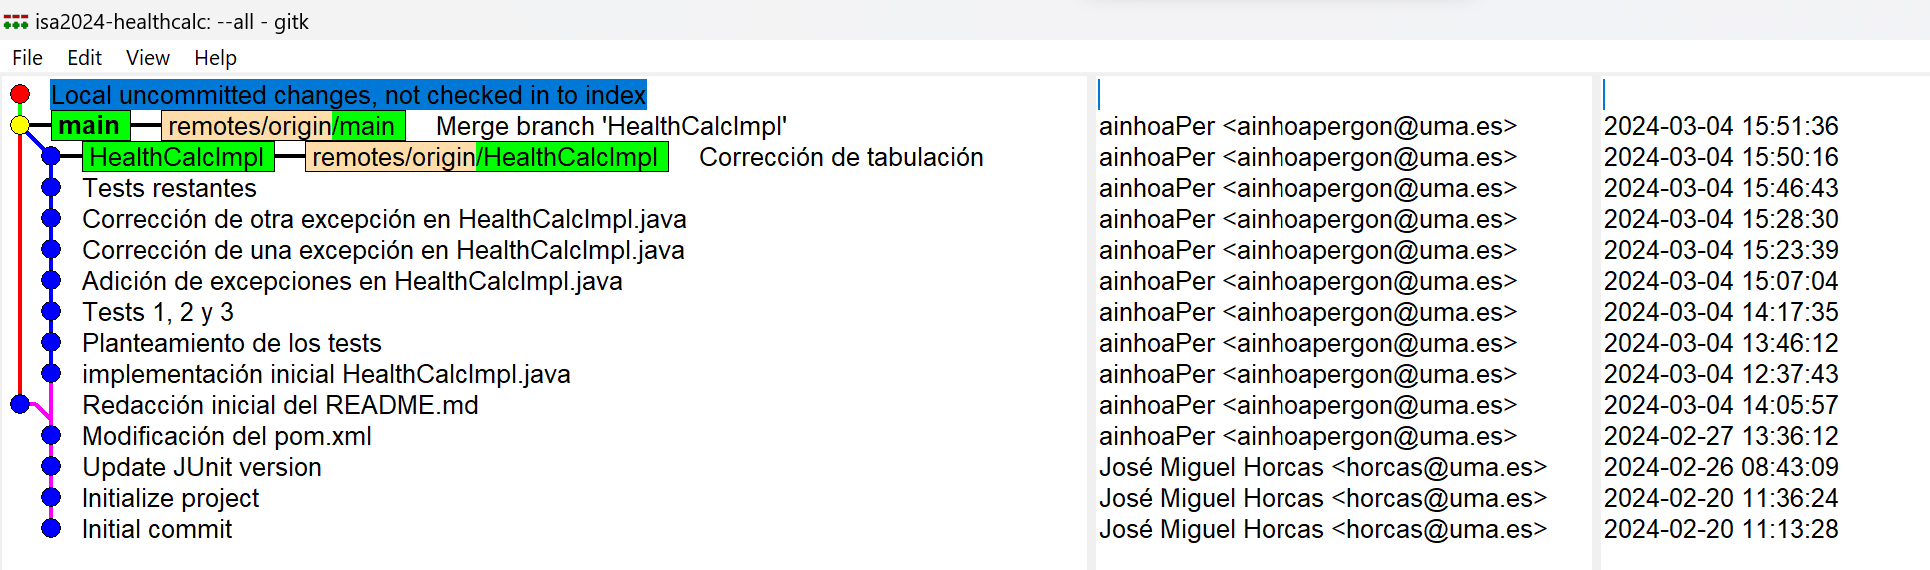 isa2024-healthcalc: --all - gitk
File Edit View Help
Local uncommitted changes, not checked in to index
main remotes/origin/main Merge branch 'HealthCalcImpl' ainhoaPer <ainhoapergon@uma.es> 2024-03-04 15:51:36
HealthCalcImpl remotes/origin/HealthCalcImpl Corrección de tabulación ainhoaPer <ainhoapergon@uma.es> 2024-03-04 15:50:16
Tests restantes ainhoaPer <ainhoapergon@uma.es> 2024-03-04 15:46:43
Corrección de otra excepción en HealthCalcImpl.java ainhoaPer <ainhoapergon@uma.es> 2024-03-04 15:28:30
Corrección de una excepción en HealthCalcImpl.java ainhoaPer <ainhoapergon@uma.es> 2024-03-04 15:23:39
Adición de excepciones en HealthCalcImpl.java ainhoaPer <ainhoapergon@uma.es> 2024-03-04 15:07:04
Tests 1, 2 y 3 ainhoaPer <ainhoapergon@uma.es> 2024-03-04 14:17:35
Planteamiento de los tests ainhoaPer <ainhoapergon@uma.es> 2024-03-04 13:46:12
implementación inicial HealthCalcImpl.java ainhoaPer <ainhoapergon@uma.es> 2024-03-04 12:37:43
Redacción inicial del README.md ainhoaPer <ainhoapergon@uma.es> 2024-03-04 14:05:57
Modificación del pom.xml ainhoaPer <ainhoapergon@uma.es> 2024-02-27 13:36:12
Update JUnit version José Miguel Horcas <horcas@uma.es> 2024-02-26 08:43:09
Initialize project José Miguel Horcas <horcas@uma.es> 2024-02-20 11:36:24
Initial commit José Miguel Horcas <horcas@uma.es> 2024-02-20 11:13:28